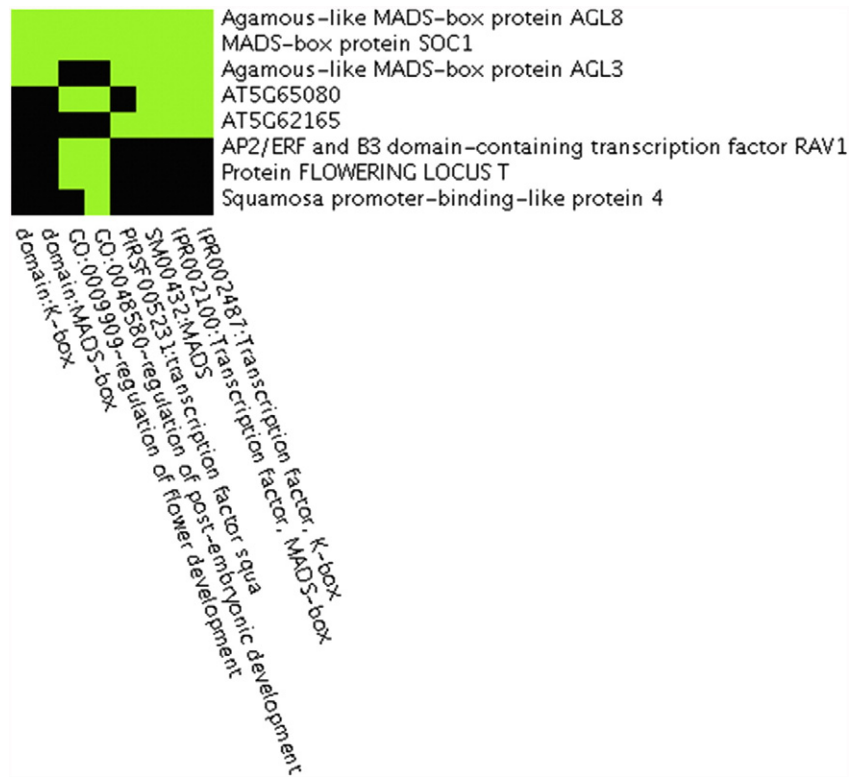 Agamous-like MADS-box protein AGL8
MADS-box protein SOC1
Agamous-like MADS-box protein AGL3
AT5G65080
AT5G62165
AP2/ERF and B3 domain-containing transcription factor RAV1
Protein FLOWERING LOCUS T
Squamosa promoter-binding-like protein 4
domain:K-box
domain:MADS-box
GO:0009909~regulation of flower development
GO:0048580~regulation of post-embryonic development
PIRSF005231:transcription factor squa
SM00432:MADS
IPR002100:Transcription factor, MADS-box
IPR002487:Transcription factor, K-box